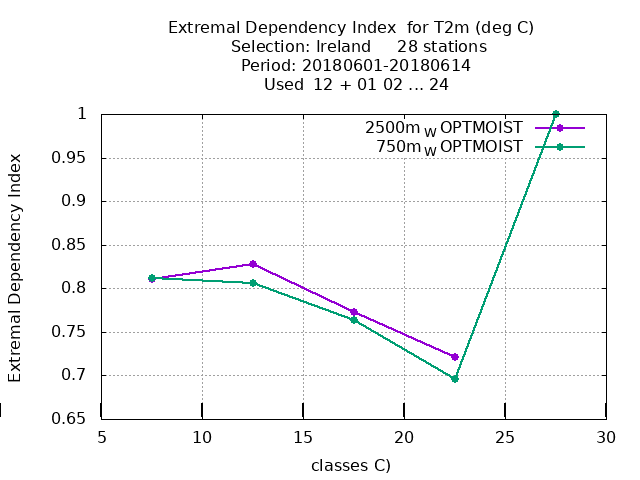 Extremal Dependency Index for T2m (deg C)
Selection: Ireland 28 stations
Period: 20180601-20180614
Used 12 + 01 02 ... 24
2500m W OPTMOIST
750m W OPTMOIST
Extremal Dependency Index
1
0.95
0.9
0.85
0.8
0.75
0.7
0.65
5 10 15 20 25 30
classes C)